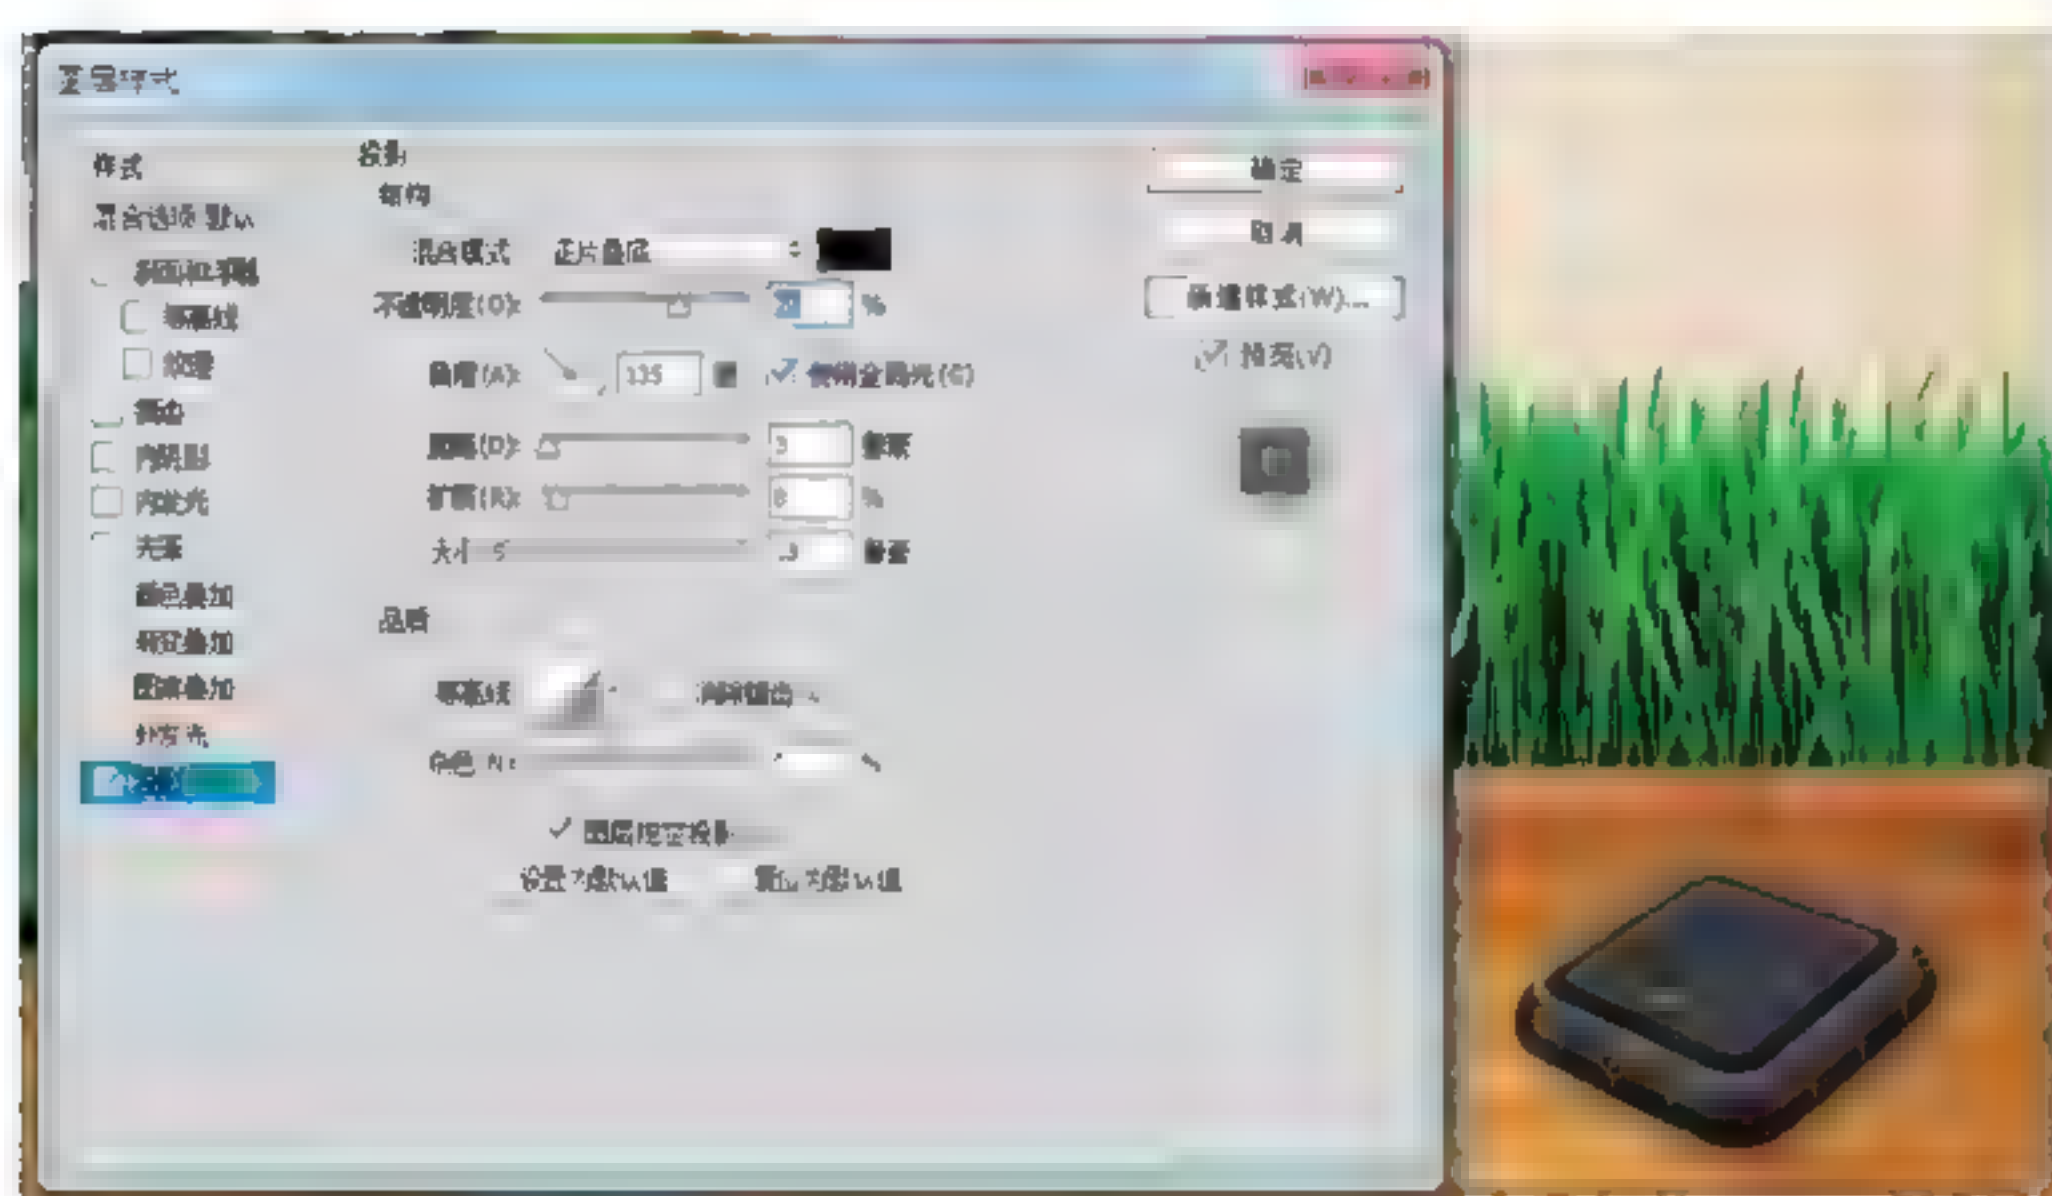 图层样式
样式
混合选项:默认
斜面和浮雕
等高线
纹理
描边
内阴影
内发光
光泽
颜色叠加
渐变叠加
图案叠加
外发光
投影
结构
混合模式
正片叠底
不透明度(O):
%
角度(A):
135
使用全局光(G)
距离(D):
像素
扩展(R):
0
%
大小(S)
像素
品质
等高线
消除锯齿
杂色(N):
%
图层挖空投影
设置为默认值
复位为默认值
确定
取消
新建样式(W)...
预览(V)